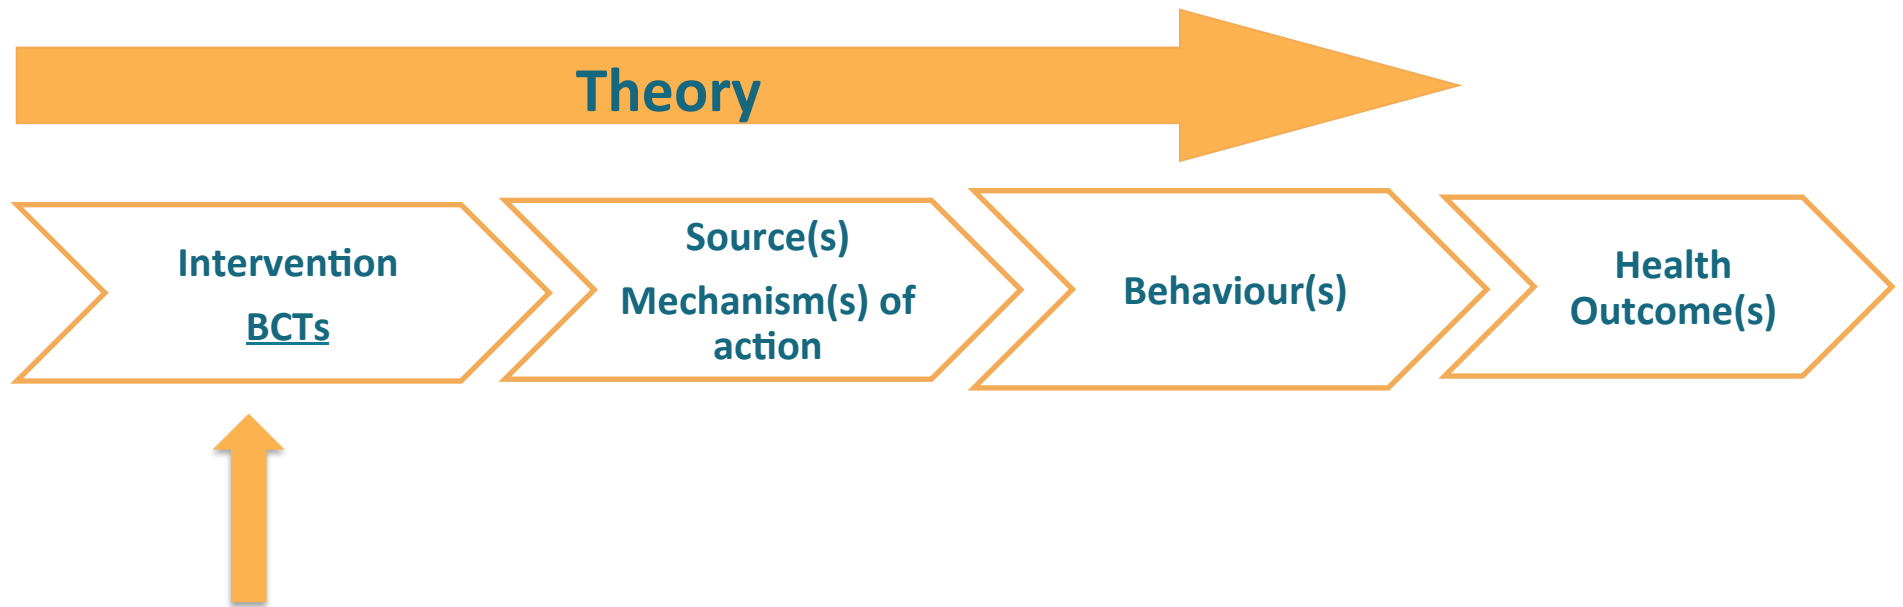 Theory
Intervention
BCTs
Source(s)
Mechanism(s) of
action
Behaviour(s)
Health
Outcome(s)